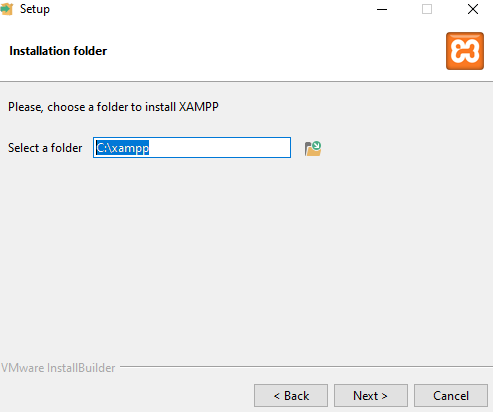 Setup
Installation folder
Please, choose a folder to install XAMPP
Select a folder C:\xampp
VMware InstallBuilder
< Back Next > Cancel